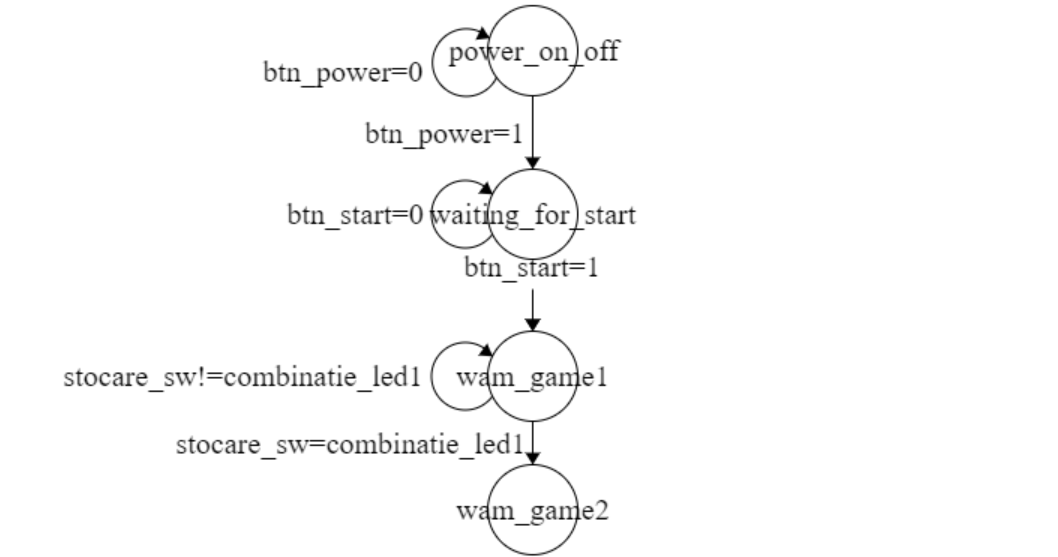 power_on_off
btn_power=0
btn_power=1
btn_start=0
waiting_for_start
btn_start=1
stocare_sw!=combinatie_led1
wam_game1
stocare_sw=combinatie_led1
wam_game2